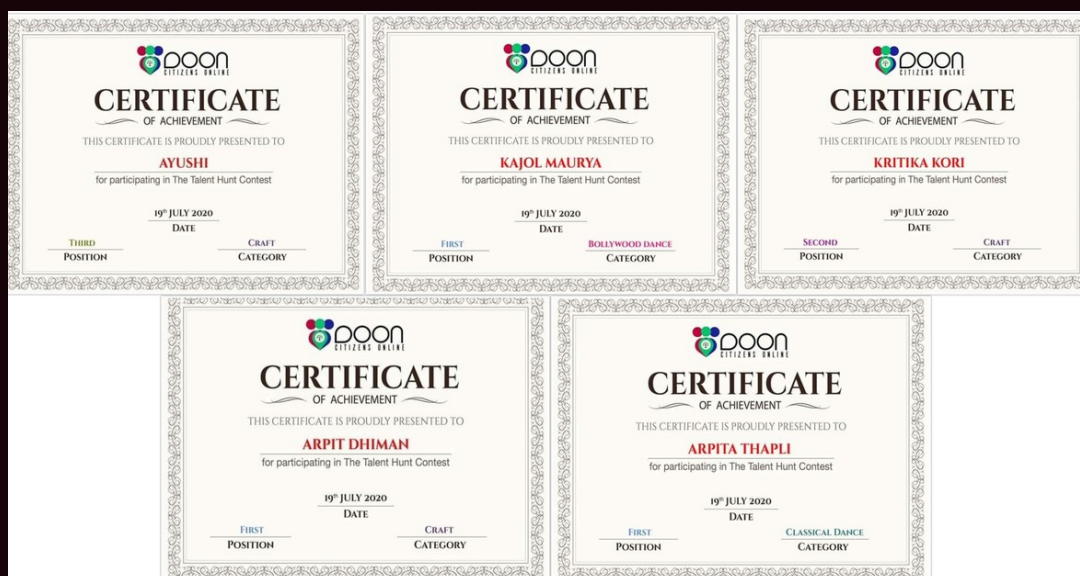 DOON
CITIZENS ONLINE
CERTIFICATE
OF ACHIEVEMENT
THIS CERTIFICATE IS PROUDLY PRESENTED TO
AYUSHI
for participating in The Talent Hunt Contest
19th JULY 2020
DATE
THIRD
POSITION
CRAFT
CATEGORY
DOON
CITIZENS ONLINE
CERTIFICATE
OF ACHIEVEMENT
THIS CERTIFICATE IS PROUDLY PRESENTED TO
KAJOL MAURYA
for participating in The Talent Hunt Contest
19th JULY 2020
DATE
FIRST
POSITION
BOLLYWOOD DANCE
CATEGORY
DOON
CITIZENS ONLINE
CERTIFICATE
OF ACHIEVEMENT
THIS CERTIFICATE IS PROUDLY PRESENTED TO
KRITIKA KORI
for participating in The Talent Hunt Contest
19th JULY 2020
DATE
SECOND
POSITION
CRAFT
CATEGORY
DOON
CITIZENS ONLINE
CERTIFICATE
OF ACHIEVEMENT
THIS CERTIFICATE IS PROUDLY PRESENTED TO
ARPIT DHIMAN
for participating in The Talent Hunt Contest
19th JULY 2020
DATE
FIRST
POSITION
CRAFT
CATEGORY
DOON
CITIZENS ONLINE
CERTIFICATE
OF ACHIEVEMENT
THIS CERTIFICATE IS PROUDLY PRESENTED TO
ARPITA THAPLI
for participating in The Talent Hunt Contest
19th JULY 2020
DATE
FIRST
POSITION
CLASSICAL DANCE
CATEGORY